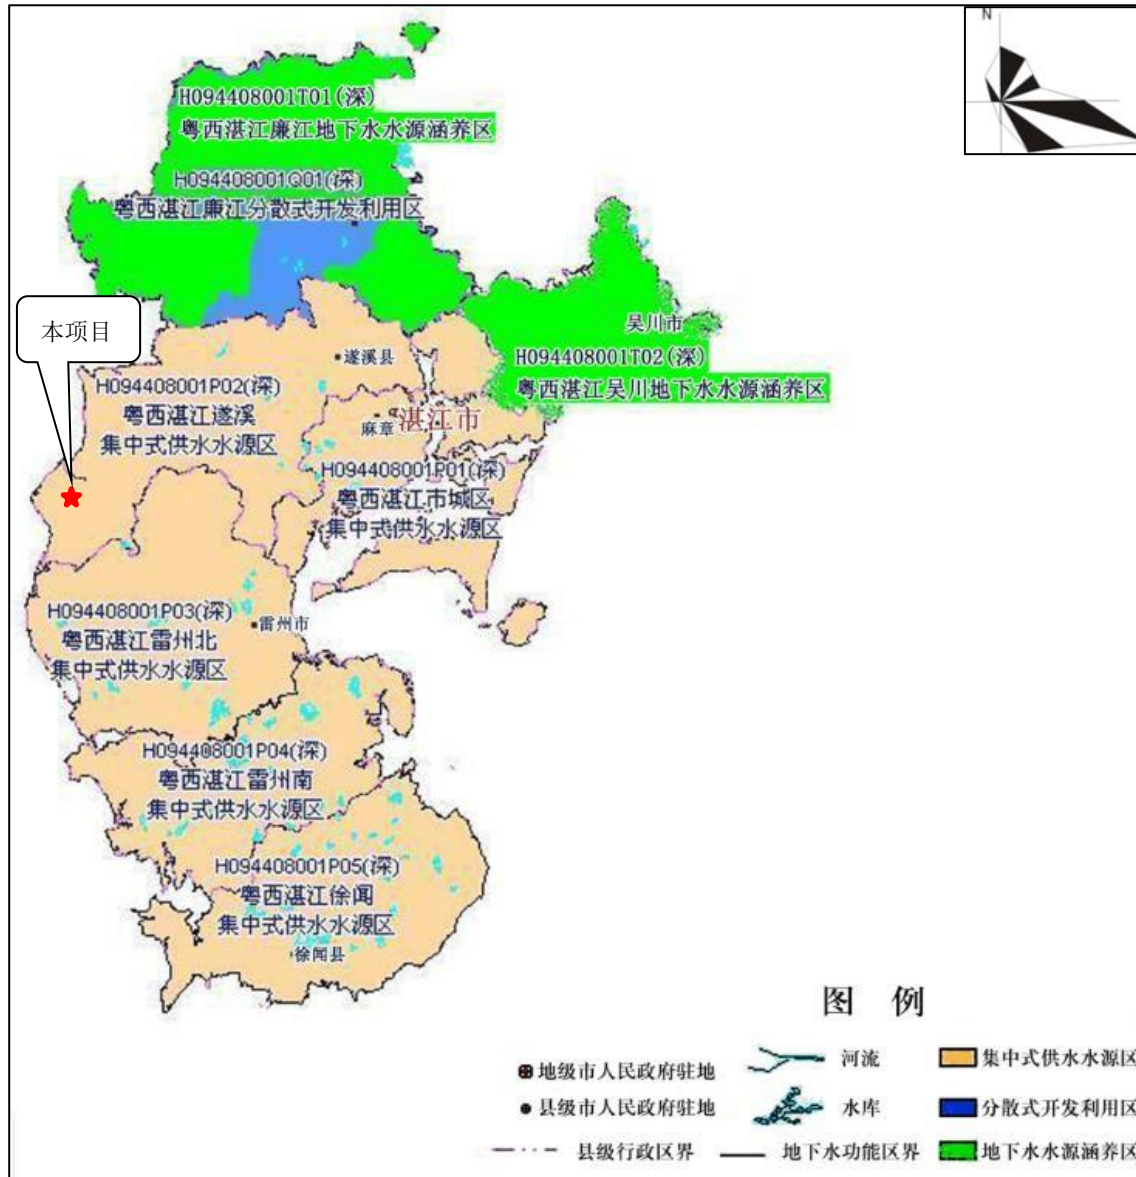 N
H094408001T01(深)
粤西湛江廉江地下水水源涵养区
H094408001Q01(深)
粤西湛江廉江分散式开发利用区
本项目
吴川市
遂溪县
H094408001T02(深)
粤西湛江吴川地下水水源涵养区
H094408001P02(深)
粤西湛江遂溪
集中式供水水源区
麻章
湛江市
H094408001P01(深)
粤西湛江市城区
集中式供水水源区
H094408001P03(深)
粤西湛江雷州北
集中式供水水源区
雷州市
H094408001P04(深)
粤西湛江雷州南
集中式供水水源区
H094408001P05(深)
粤西湛江徐闻
集中式供水水源区
徐闻县
图 例
地级市人民政府驻地
河流
集中式供水水源区
县级市人民政府驻地
水库
分散式开发利用区
县级行政区界
地下水功能区界
地下水水源涵养区